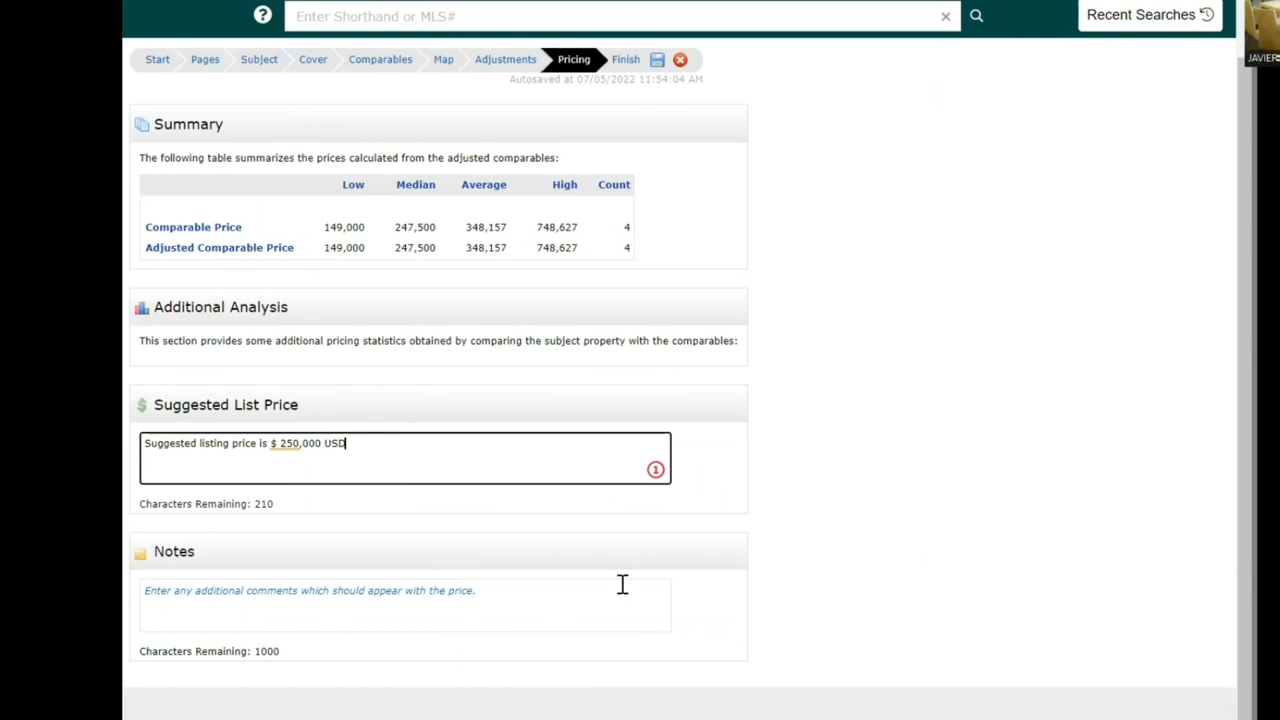 ? Enter Shorthand or MLS# × Recent Searches
JAVIER
Start Pages Subject Cover Comparables Map Adjustments Pricing Finish
Autosaved at 07/05/2022 11:54:04 AM
Summary
The following table summarizes the prices calculated from the adjusted comparables:
Low Median Average High Count
Comparable Price 149,000 247,500 348,157 748,627 4
Adjusted Comparable Price 149,000 247,500 348,157 748,627 4
Additional Analysis
This section provides some additional pricing statistics obtained by comparing the subject property with the comparables:
$ Suggested List Price
Suggested listing price is $ 250,000 USD
1
Characters Remaining: 210
Notes
Enter any additional comments which should appear with the price.
Characters Remaining: 1000